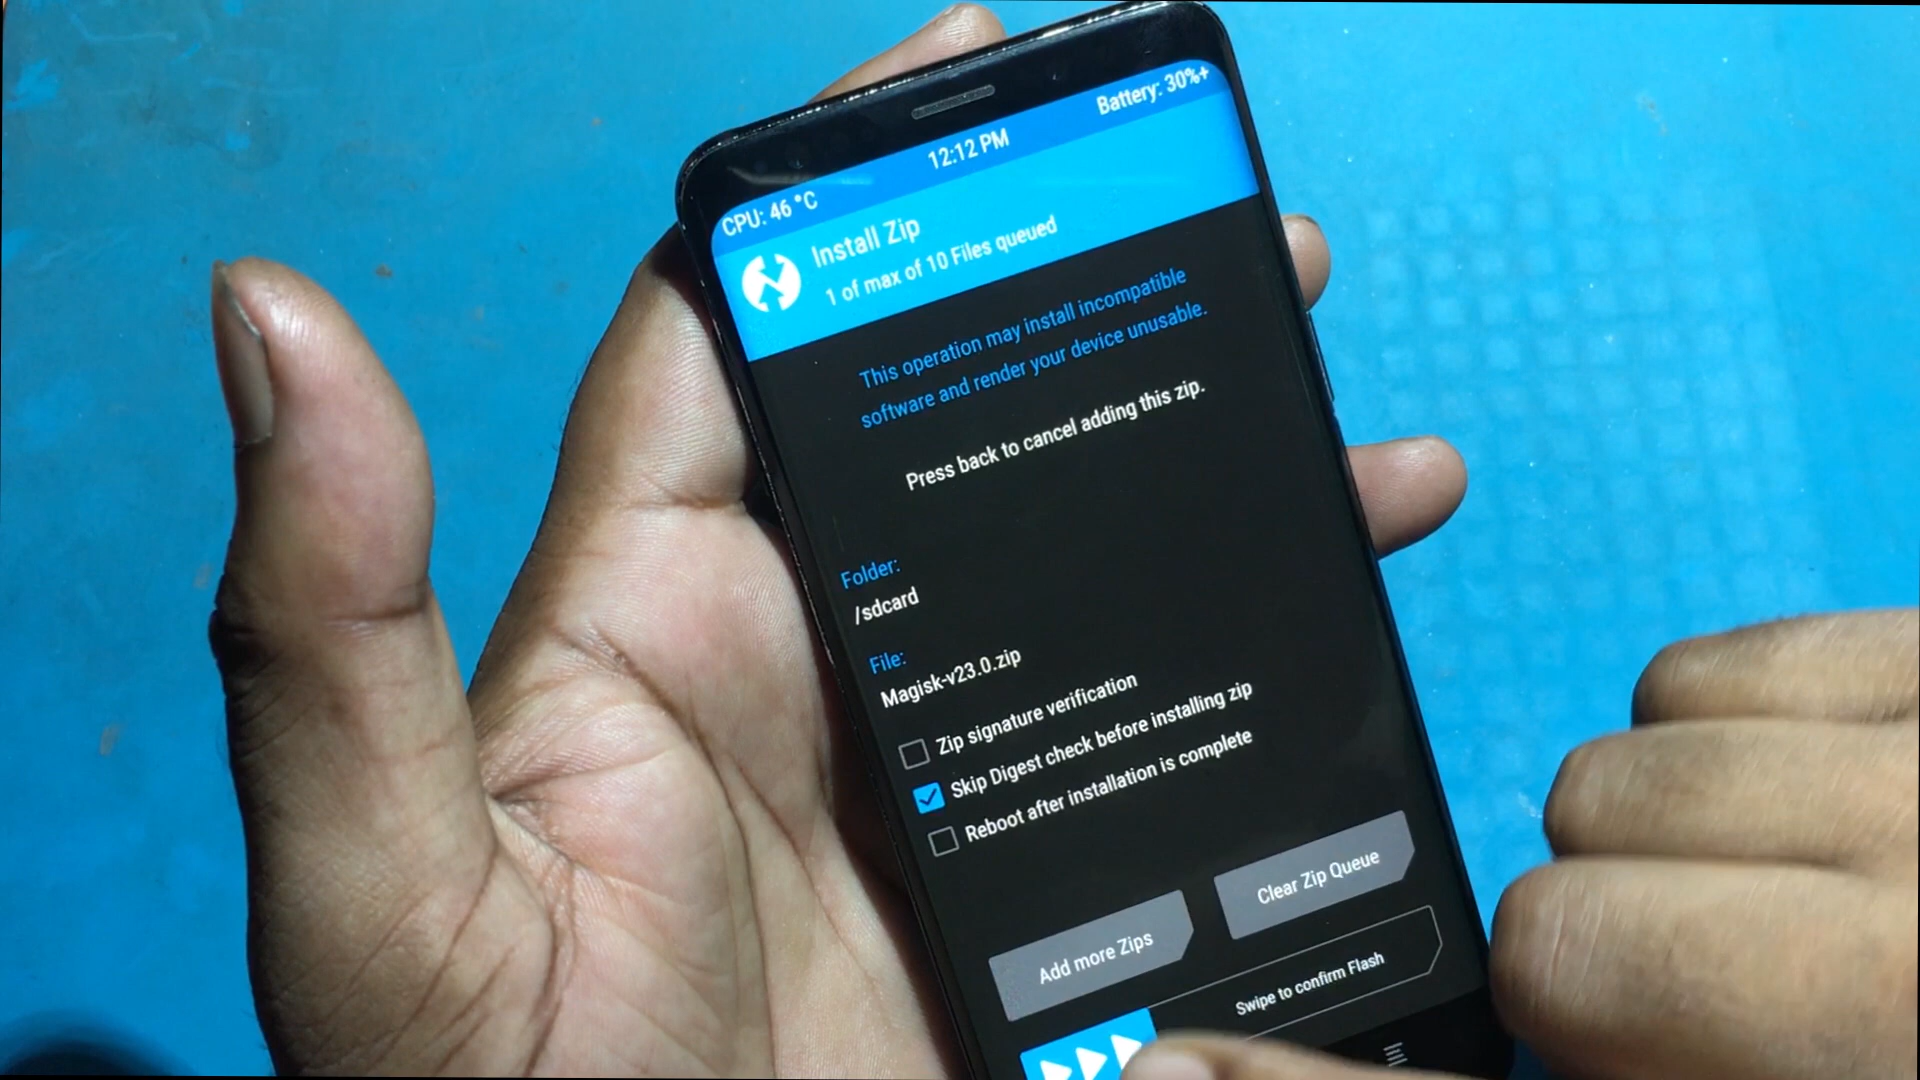 CPU: 46 °C
12:12 PM
Battery: 30%+
Install Zip
1 of max of 10 Files queued
This operation may install incompatible
software and render your device unusable.
Press back to cancel adding this zip.
Folder:
/sdcard
File:
Magisk-v23.0.zip
Zip signature verification
Skip Digest check before installing zip
Reboot after installation is complete
Add more Zips
Clear Zip Queue
Swipe to confirm Flash